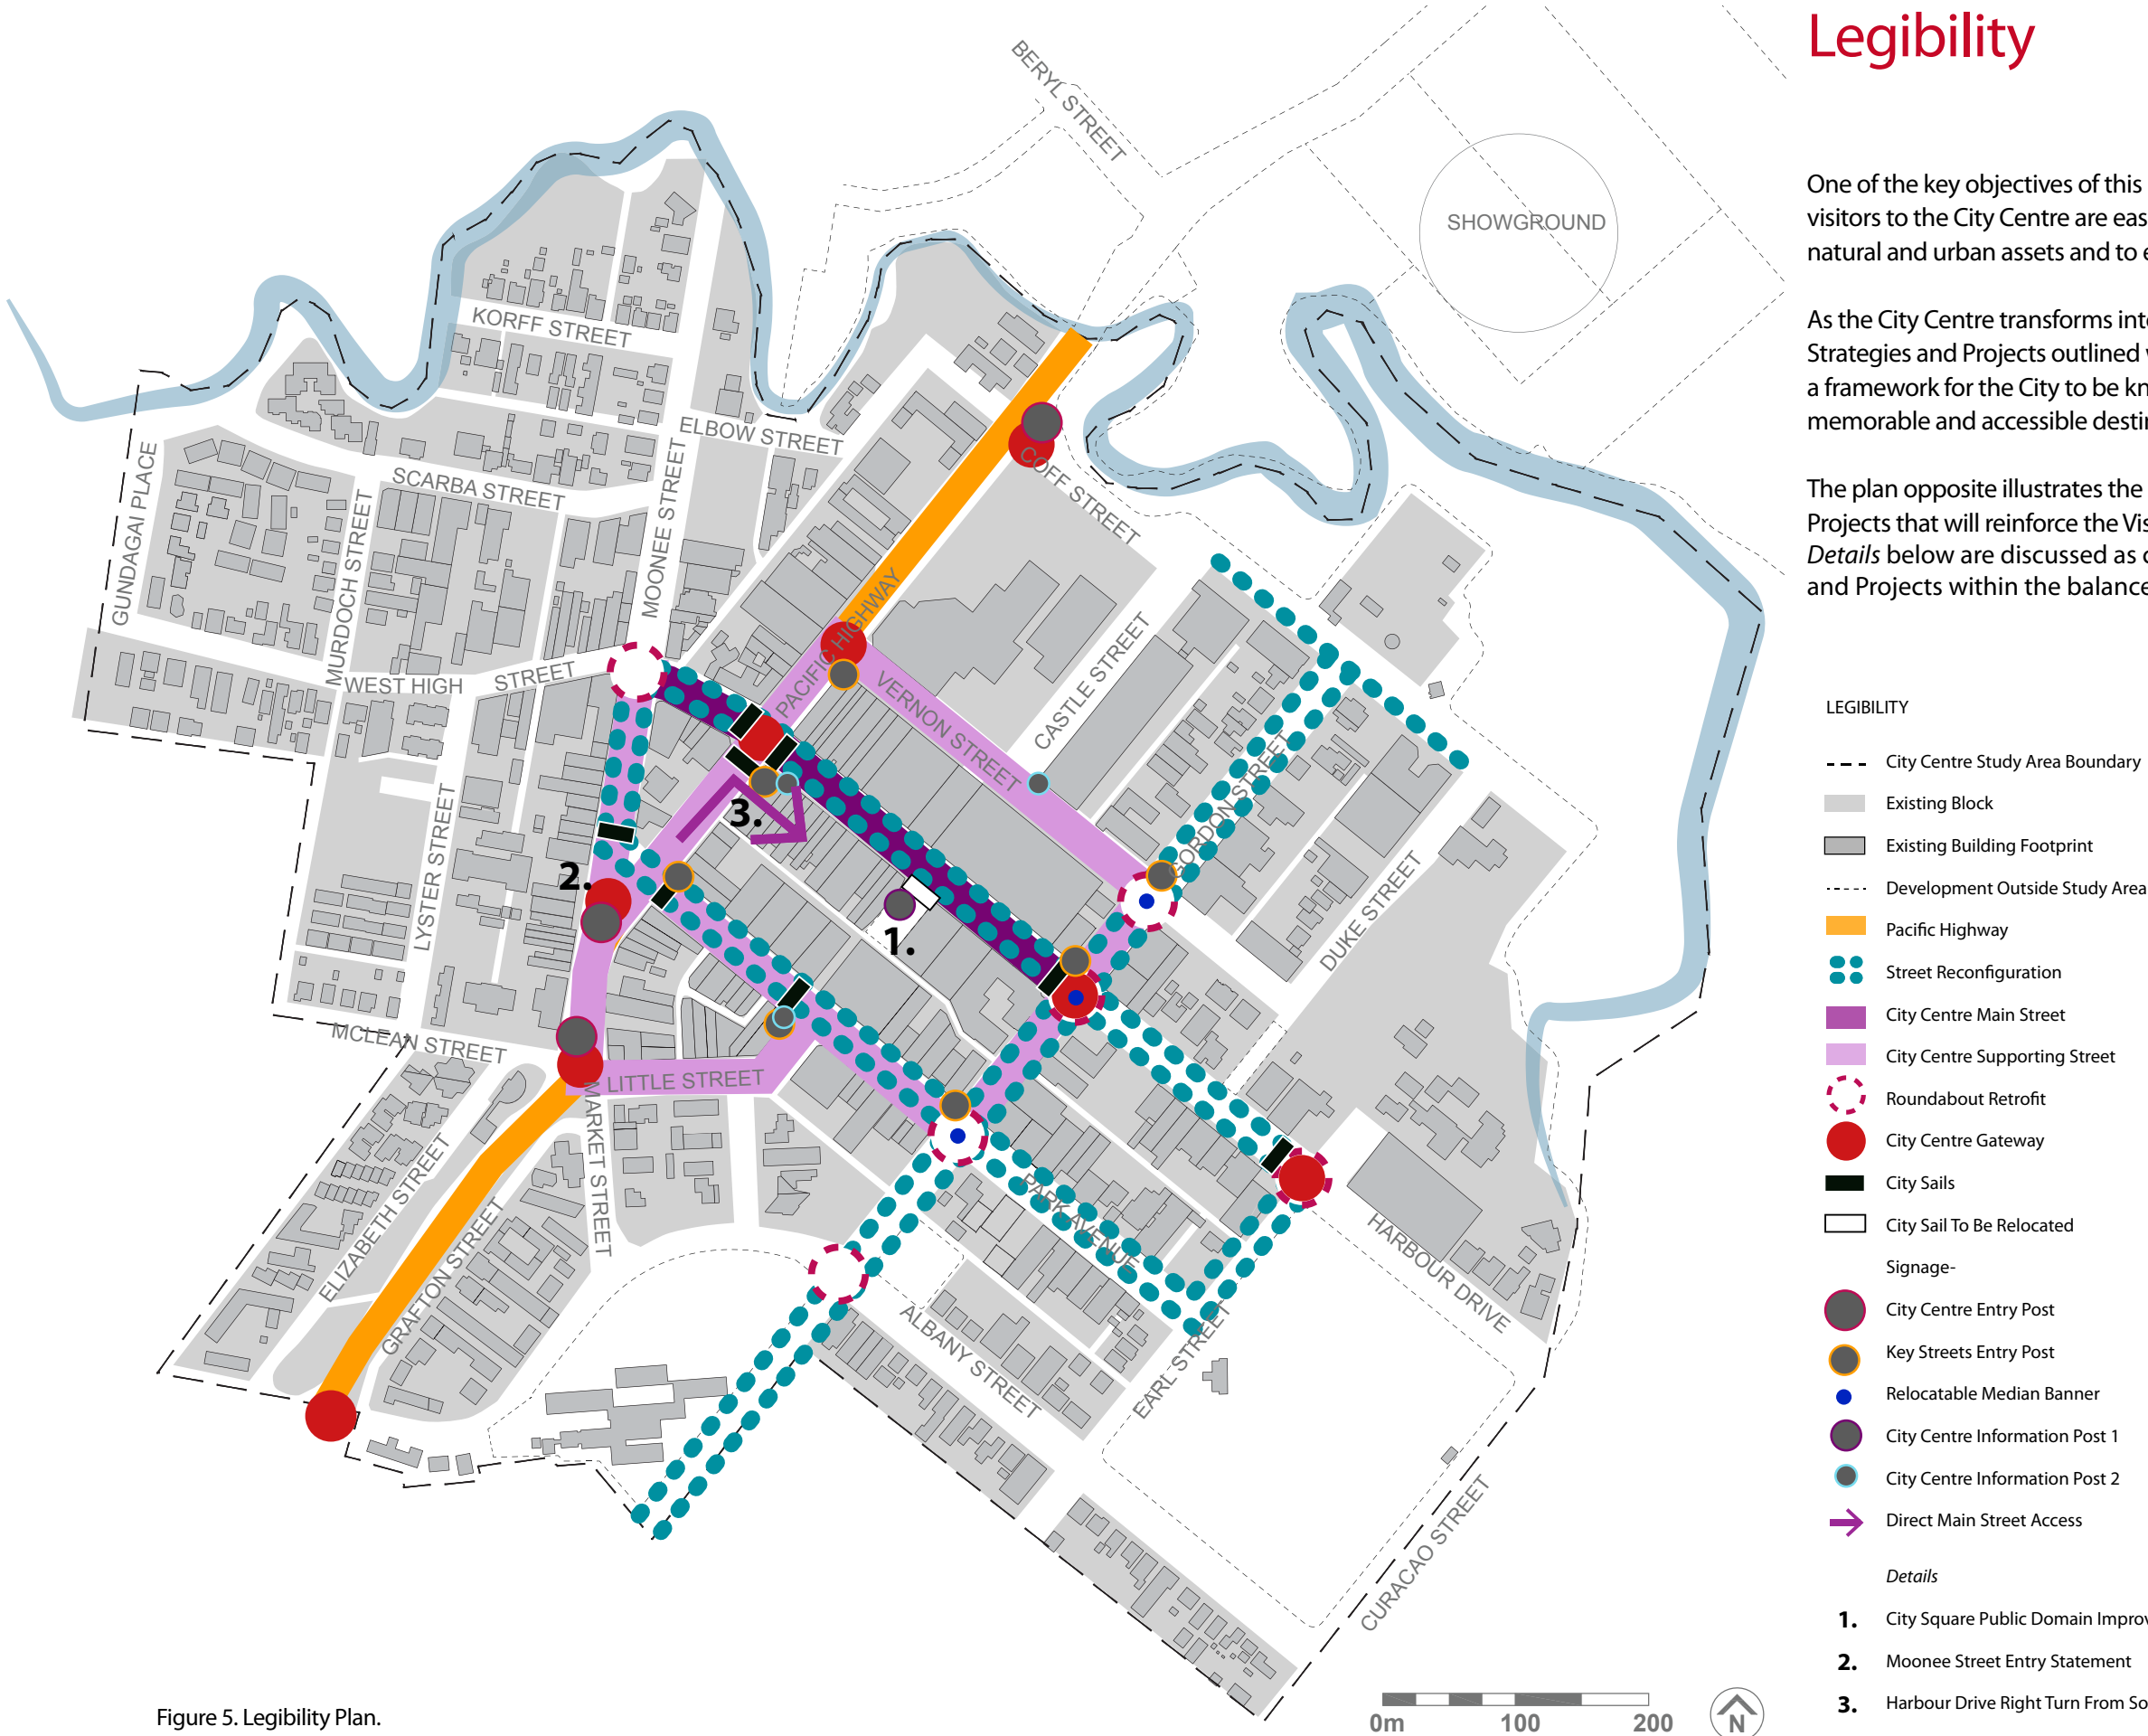 Legibility
One of the key objectives of this
visitors to the City Centre are eas
natural and urban assets and to e
As the City Centre transforms int
Strategies and Projects outlined
a framework for the City to be kn
memorable and accessible destin
The plan opposite illustrates the
Projects that will reinforce the Vis
Details below are discussed as
and Projects within the balance
LEGIBILITY
City Centre Study Area Boundary
Existing Block
Existing Building Footprint
Development Outside Study Area
Pacific Highway
Street Reconfiguration
City Centre Main Street
City Centre Supporting Street
Roundabout Retrofit
City Centre Gateway
City Sails
City Sail To Be Relocated
Signage-
City Centre Entry Post
Key Streets Entry Post
Relocatable Median Banner
City Centre Information Post 1
City Centre Information Post 2
Direct Main Street Access
Details
1. City Square Public Domain Improv
2. Moonee Street Entry Statement
3. Harbour Drive Right Turn From So
BERYL STREET
SHOWGROUND
KORFF STREET
ELBOW STREET
SCARBA STREET
GUNDAGAI PLACE
MURDOCH STREET
MOONEE STREET
COFF STREET
PACIFIC HIGHWAY
WEST HIGH STREET
VERNON STREET
CASTLE STREET
GORDON STREET
DUKE STREET
LYSTER STREET
3.
2.
1.
MCLEAN STREET
LITTLE STREET
MARKET STREET
ELIZABETH STREET
GRAFTON STREET
PARK AVENUE
HARBOUR DRIVE
ALBANY STREET
EARL STREET
CURACAO STREET
Figure 5. Legibility Plan.
0m 100 200
N